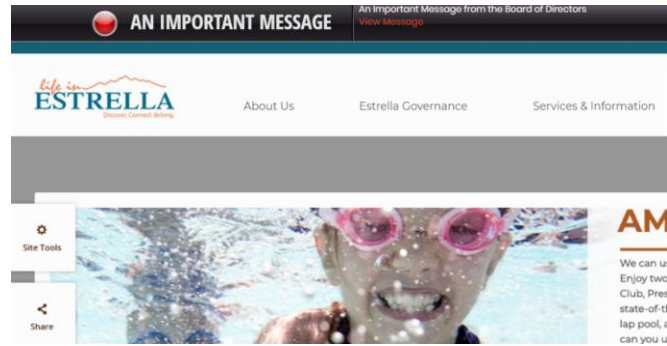 AN IMPORTANT MESSAGE
An Important Message from the Board of Directors
View Message
life in
ESTRELLA
Discover. Connect. Belong.
About Us
Estrella Governance
Services & Information
Site Tools
Share
AM
We can us
Enjoy two
Club, Pres
state-of-th
lap pool, a
can you u